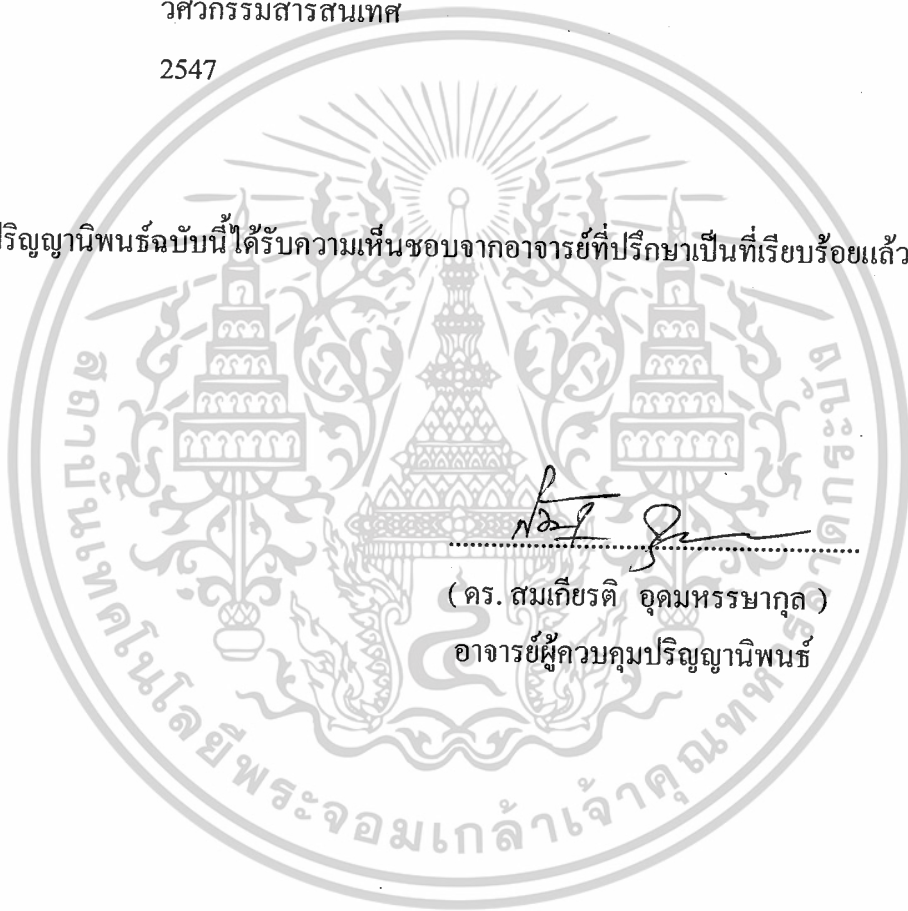 วิศวกรรมสารสนเทศ
2547
ปริญญานิพนธ์ฉบับนี้ได้รับความเห็นชอบจากอาจารย์ที่ปรึกษาเป็นที่เรียบร้อยแล้ว
( ดร. สมเกียรติ อุดมหรรษากุล )
อาจารย์ผู้ควบคุมปริญญานิพนธ์
สถาบันเทคโนโลยีพระจอมเกล้าเจ้าคุณทหารลาดกระบัง